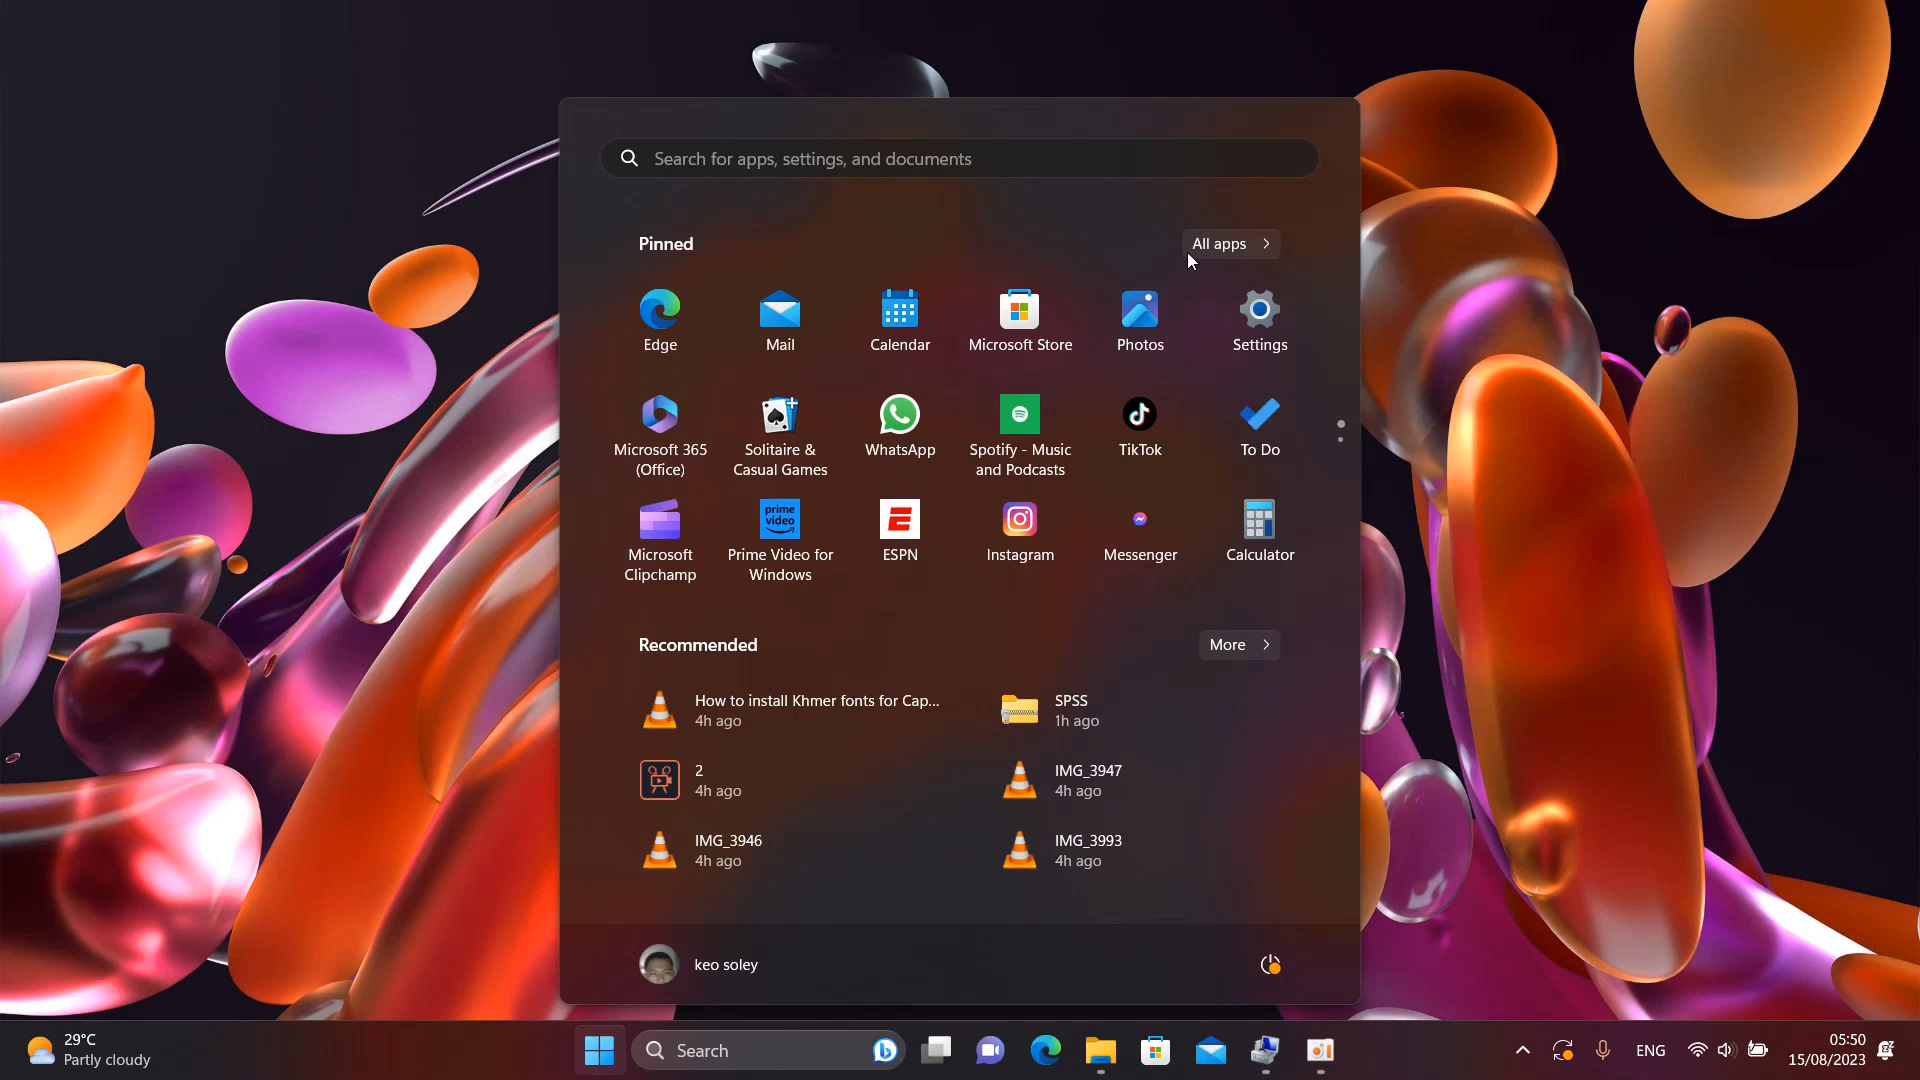 Search for apps, settings, and documents
Pinned
All apps
Edge
Mail
Calendar
Microsoft Store
Photos
Settings
Microsoft 365
(Office)
Solitaire &
Casual Games
WhatsApp
Spotify - Music
and Podcasts
TikTok
To Do
prime
video
Microsoft
Clipchamp
Prime Video for
Windows
ESPN
Instagram
Messenger
Calculator
Recommended
More
How to install Khmer fonts for Cap...
4h ago
SPSS
1h ago
2
4h ago
IMG_3947
4h ago
IMG_3946
4h ago
IMG_3993
4h ago
keo soley
29°C
Partly cloudy
Search
ENG
05:50
15/08/2023